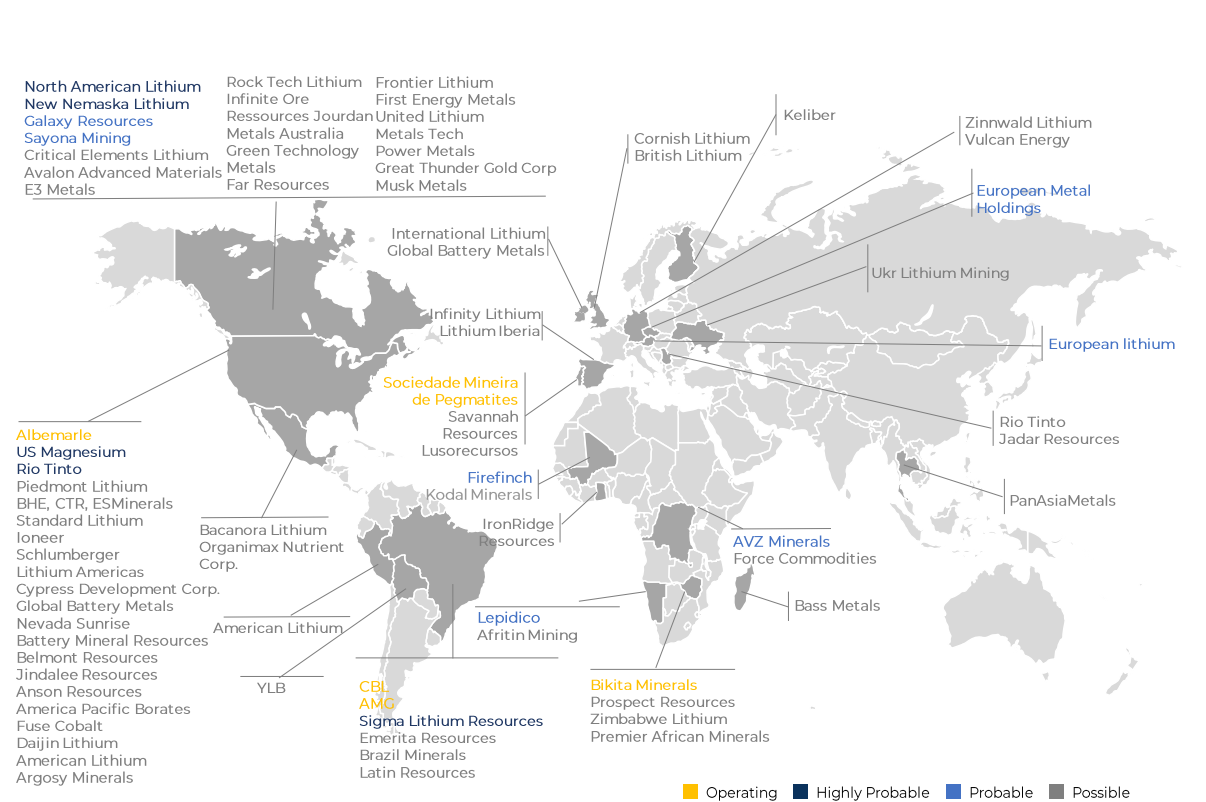 North American Lithium
New Nemaska Lithium
Galaxy Resources
Sayona Mining
Critical Elements Lithium
Avalon Advanced Materials
E3 Metals
Rock Tech Lithium
Infinite Ore
Ressources Jourdan
Metals Australia
Green Technology
Metals
Far Resources
Frontier Lithium
First Energy Metals
United Lithium
Metals Tech
Power Metals
Great Thunder Gold Corp
Musk Metals
Cornish Lithium
British Lithium
Keliber
Zinnwald Lithium
Vulcan Energy
European Metal
Holdings
International Lithium
Global Battery Metals
Ukr Lithium Mining
Infinity Lithium
Lithium Iberia
European lithium
Sociedade Mineira
de Pegmatites
Savannah
Resources
Lusorecursos
Rio Tinto
Jadar Resources
Albemarle
US Magnesium
Rio Tinto
Piedmont Lithium
BHE, CTR, ESMinerals
Standard Lithium
Ioneer
Schlumberger
Lithium Americas
Cypress Development Corp.
Global Battery Metals
Nevada Sunrise
Battery Mineral Resources
Belmont Resources
Jindalee Resources
Anson Resources
America Pacific Borates
Fuse Cobalt
Daijin Lithium
American Lithium
Argosy Minerals
Firefinch
Kodal Minerals
PanAsiaMetals
Bacanora Lithium
Organimax Nutrient
Corp.
IronRidge
Resources
AVZ Minerals
Force Commodities
Bass Metals
American Lithium
Lepidico
Afritin Mining
YLB
CBL
AMG
Sigma Lithium Resources
Emerita Resources
Brazil Minerals
Latin Resources
Bikita Minerals
Prospect Resources
Zimbabwe Lithium
Premier African Minerals
Operating
Highly Probable
Probable
Possible